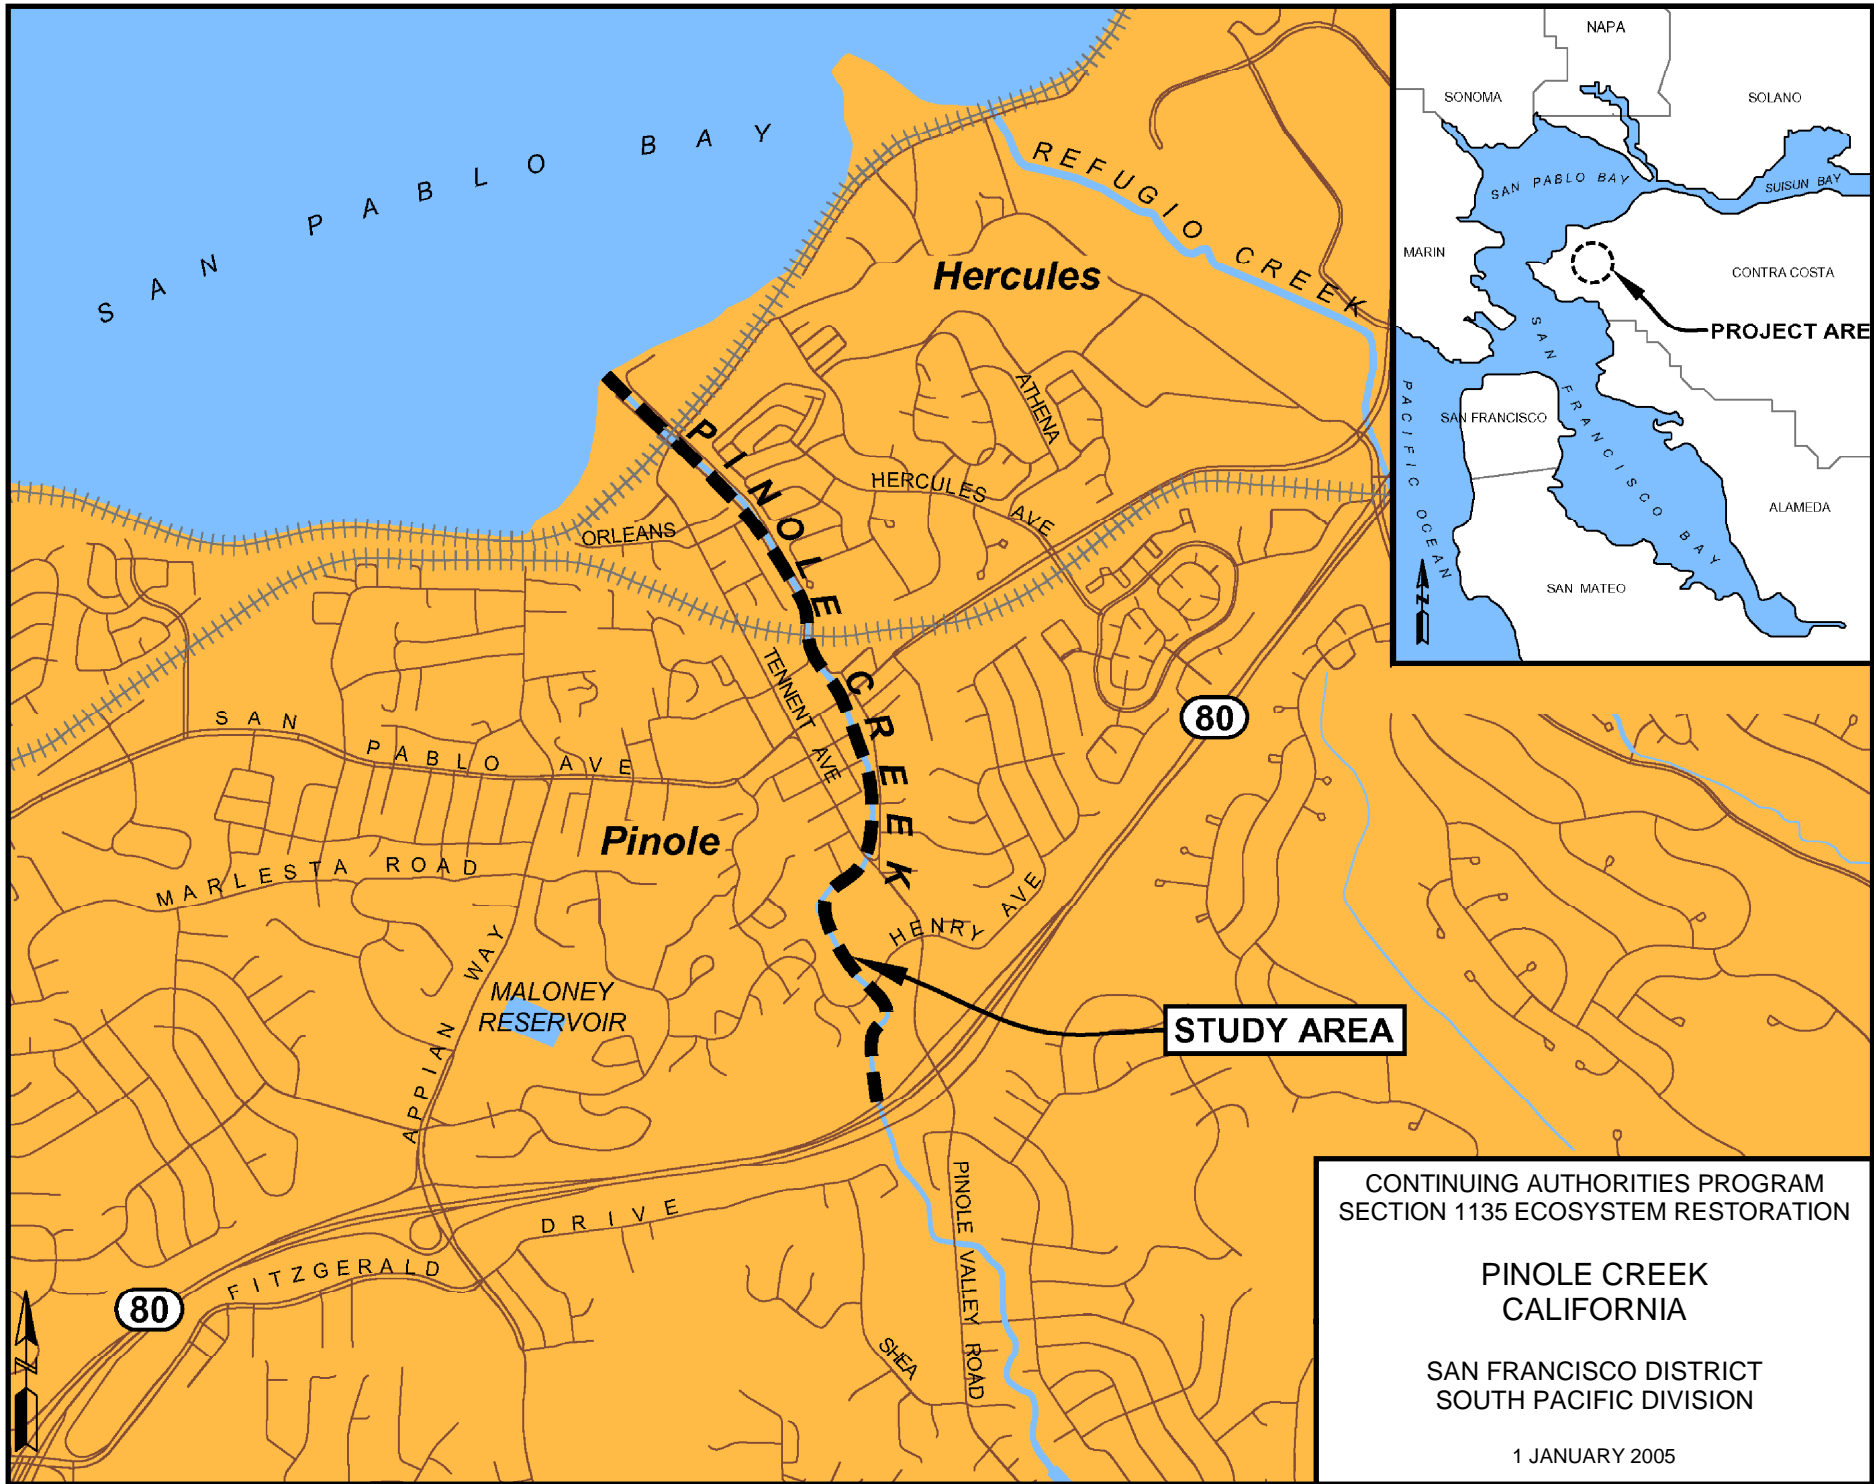 SAN PABLO BAY
REFUGIO CREEK
Hercules
ATHENA
PINOLE CREEK
HERCULES AVE
ORLEANS
TENNENT AVE
80
SAN PABLO AVE
Pinole
MARLESTA ROAD
HENRY AVE
APPIAN WAY
MALONEY
RESERVOIR
STUDY AREA
PINOLE VALLEY ROAD
FITZGERALD DRIVE
80
SHEA
N
NAPA
SONOMA
SOLANO
SAN PABLO BAY
SUISUN BAY
MARIN
CONTRA COSTA
PROJECT ARE
SAN FRANCISCO BAY
PACIFIC OCEAN
SAN FRANCISCO
ALAMEDA
SAN MATEO
N
CONTINUING AUTHORITIES PROGRAM
SECTION 1135 ECOSYSTEM RESTORATION
PINOLE CREEK
CALIFORNIA
SAN FRANCISCO DISTRICT
SOUTH PACIFIC DIVISION
1 JANUARY 2005